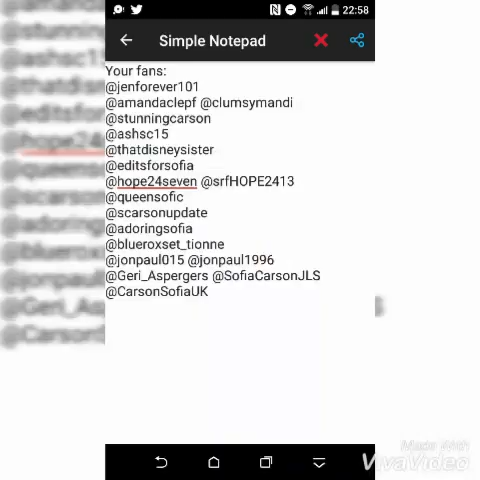 22:58
Simple Notepad
Your fans:
@jenforever101
@amandaclepf @clumsymandi
@stunningcarson
@ashsc15
@thatdisneysister
@editsforsofia
@hope24seven @srfHOPE2413
@queensofic
@scarsonupdate
@adoringsofia
@blueroxset_tionne
@jonpaul015 @jonpaul1996
@Geri_Aspergers @SofiaCarsonJLS
@CarsonSofiaUK
Made With
VivaVideo